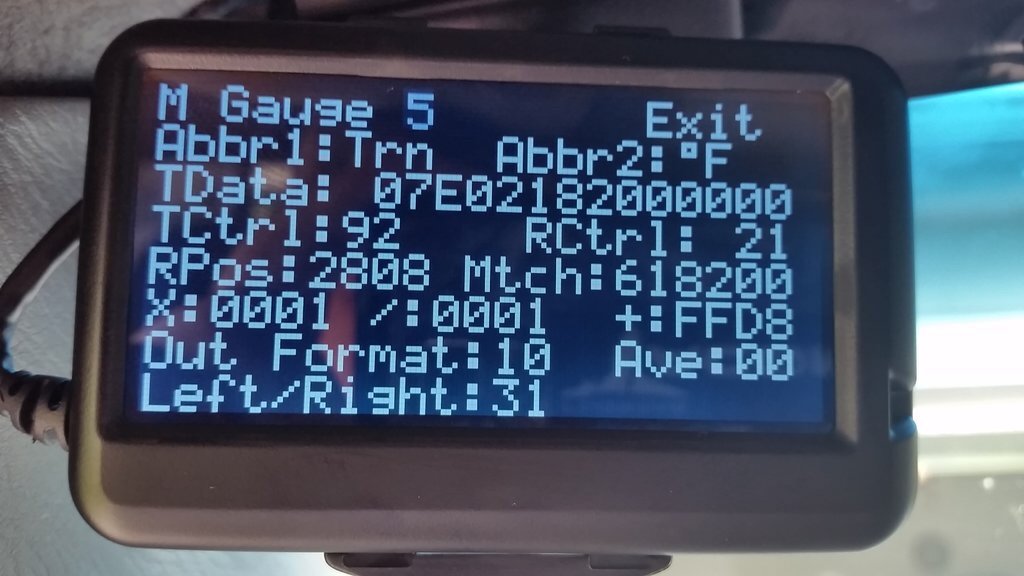 M Gauge 5 Exit
Abbr1:Trn Abbr2:°F
TData: 07E02182000000
TCtrl:92 RCtrl: 21
RPos:2808 Mtch:618200
X:0001 /:0001 +:FFD8
Out Format:10 Ave:00
Left/Right:31